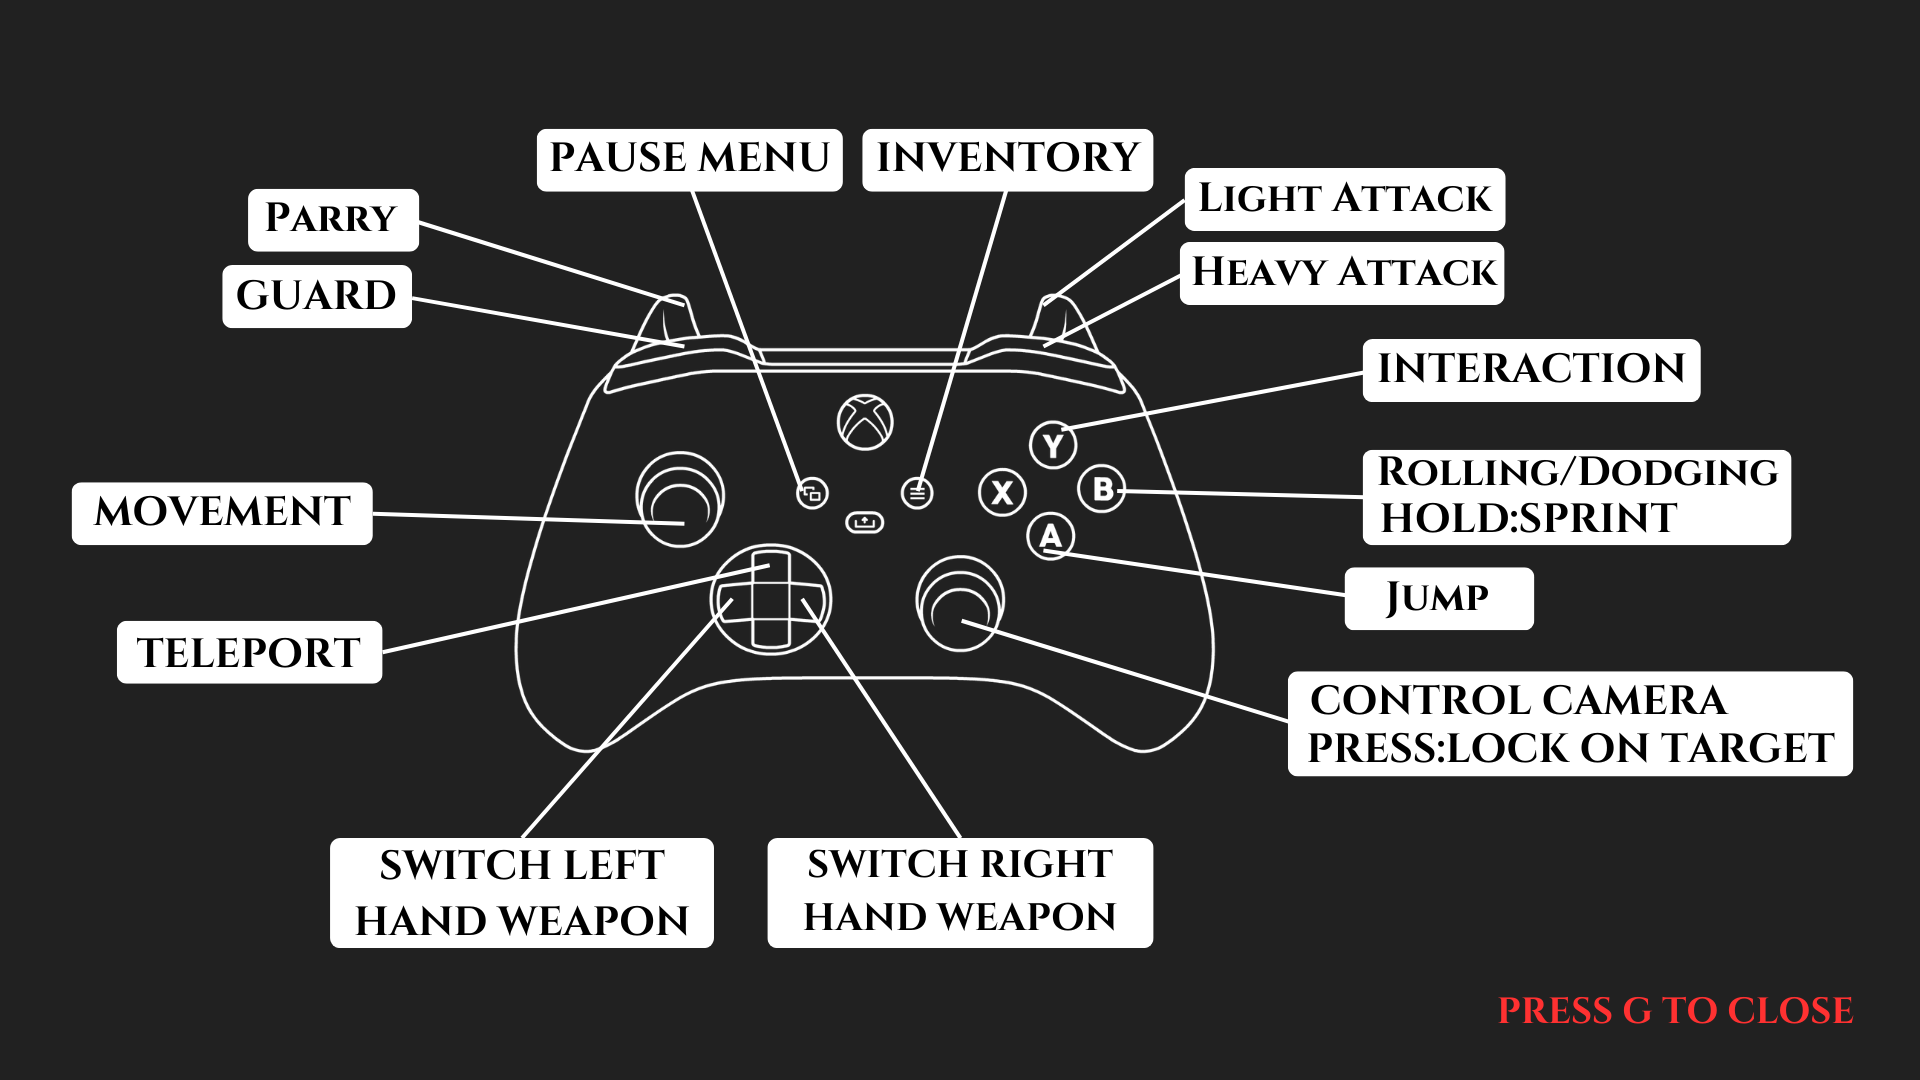 PAUSE MENU
INVENTORY
Light Attack
Parry
Heavy Attack
GUARD
INTERACTION
Y
Rolling/Dodging
HOLD:SPRINT
X
B
MOVEMENT
A
Jump
TELEPORT
CONTROL CAMERA
PRESS:LOCK ON TARGET
SWITCH LEFT
HAND WEAPON
SWITCH RIGHT
HAND WEAPON
PRESS G TO CLOSE